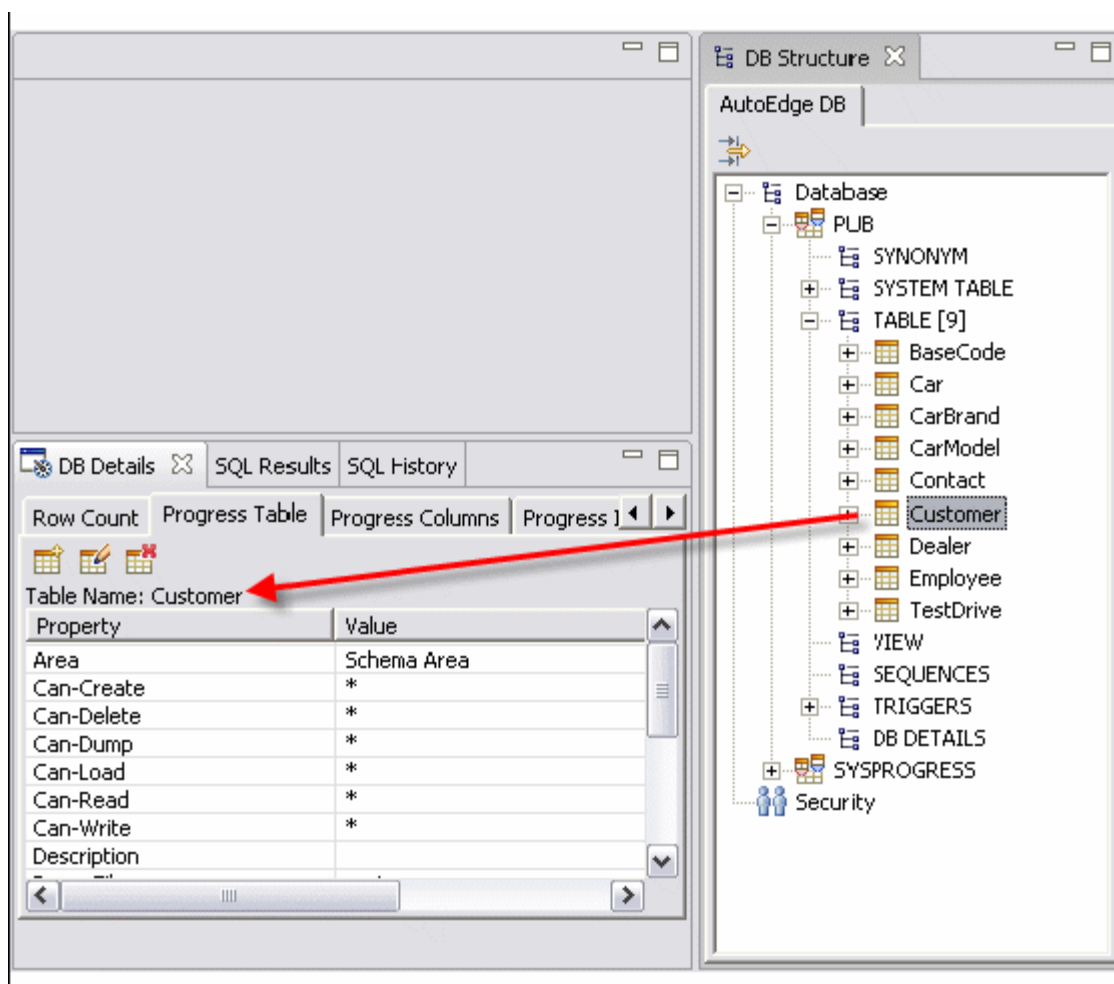 DB Structure
AutoEdge DB
Database
PUB
SYNONYM
SYSTEM TABLE
TABLE [9]
BaseCode
Car
CarBrand
CarModel
Contact
Customer
Dealer
Employee
TestDrive
VIEW
SEQUENCES
TRIGGERS
DB DETAILS
SYSPROGRESS
Security
DB Details SQL Results SQL History
Row Count Progress Table Progress Columns Progress
Table Name: Customer
Property Value
Area Schema Area
Can-Create *
Can-Delete *
Can-Dump *
Can-Load *
Can-Read *
Can-Write *
Description